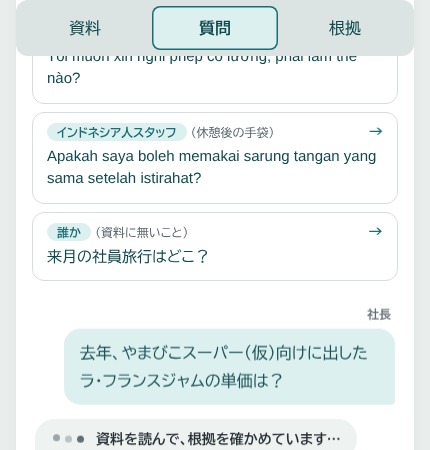 資料 質問 根拠
Tôi muốn xin nghỉ phép có lương, phải làm thế
nào?
インドネシア人スタッフ （休憩後の手袋） →
Apakah saya boleh memakai sarung tangan yang
sama setelah istirahat?
誰か （資料に無いこと） →
来月の社員旅行はどこ？
社長
去年、やまびこスーパー（仮）向けに出した
ラ・フランスジャムの単価は？
資料を読んで、根拠を確かめています…